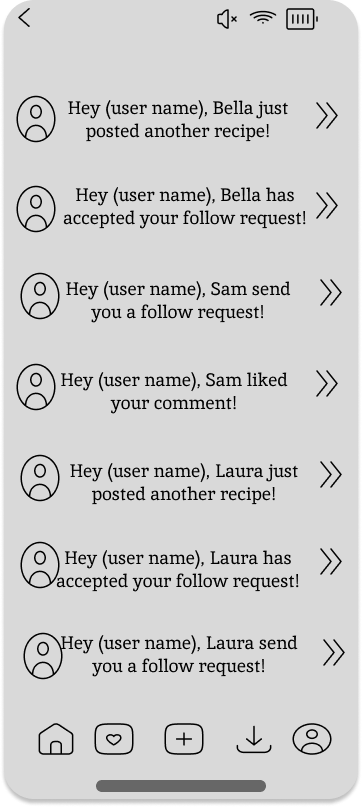 Hey (user name), Bella just
posted another recipe!
Hey (user name), Bella has
accepted your follow request!
Hey (user name), Sam send
you a follow request!
Hey (user name), Sam liked
your comment!
Hey (user name), Laura just
posted another recipe!
Hey (user name), Laura has
accepted your follow request!
Hey (user name), Laura send
you a follow request!